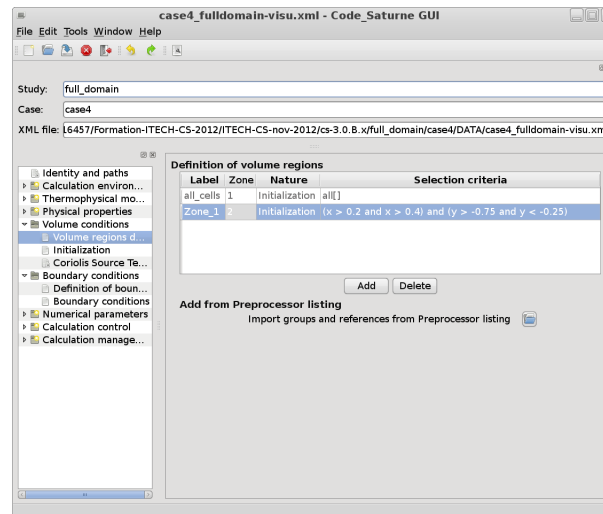 case4_fulldomain-visu.xml - Code_Saturne GUI
File Edit Tools Window Help
Study: full_domain
Case: case4
XML file: 16457/Formation-ITECH-CS-2012/ITECH-CS-nov-2012/cs-3.0.B.x/full_domain/case4/DATA/case4_fulldomain-visu.xm
Identity and paths
Calculation environ...
Thermophysical mo...
Physical properties
Volume conditions
Volume regions d...
Initialization
Coriolis Source Te...
Boundary conditions
Definition of boun...
Boundary conditions
Numerical parameters
Calculation control
Calculation manage...
Definition of volume regions
Label Zone Nature Selection criteria
all_cells 1 Initialization all[]
Zone_1 2 Initialization (x > 0.2 and x > 0.4) and (y > -0.75 and y < -0.25)
Add Delete
Add from Preprocessor listing
Import groups and references from Preprocessor listing